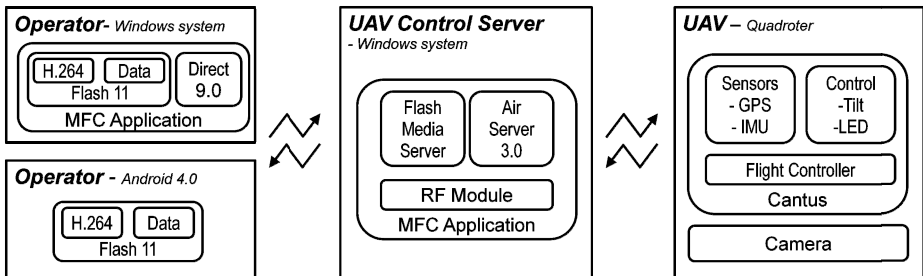 Operator- Windows system
H.264 Data
Flash 11
Direct
9.0
MFC Application
Operator - Android 4.0
H.264 Data
Flash 11
UAV Control Server
- Windows system
Flash
Media
Server
Air
Server
3.0
RF Module
MFC Application
UAV – Quadroter
Sensors
- GPS
- IMU
Control
-Tilt
-LED
Flight Controller
Cantus
Camera